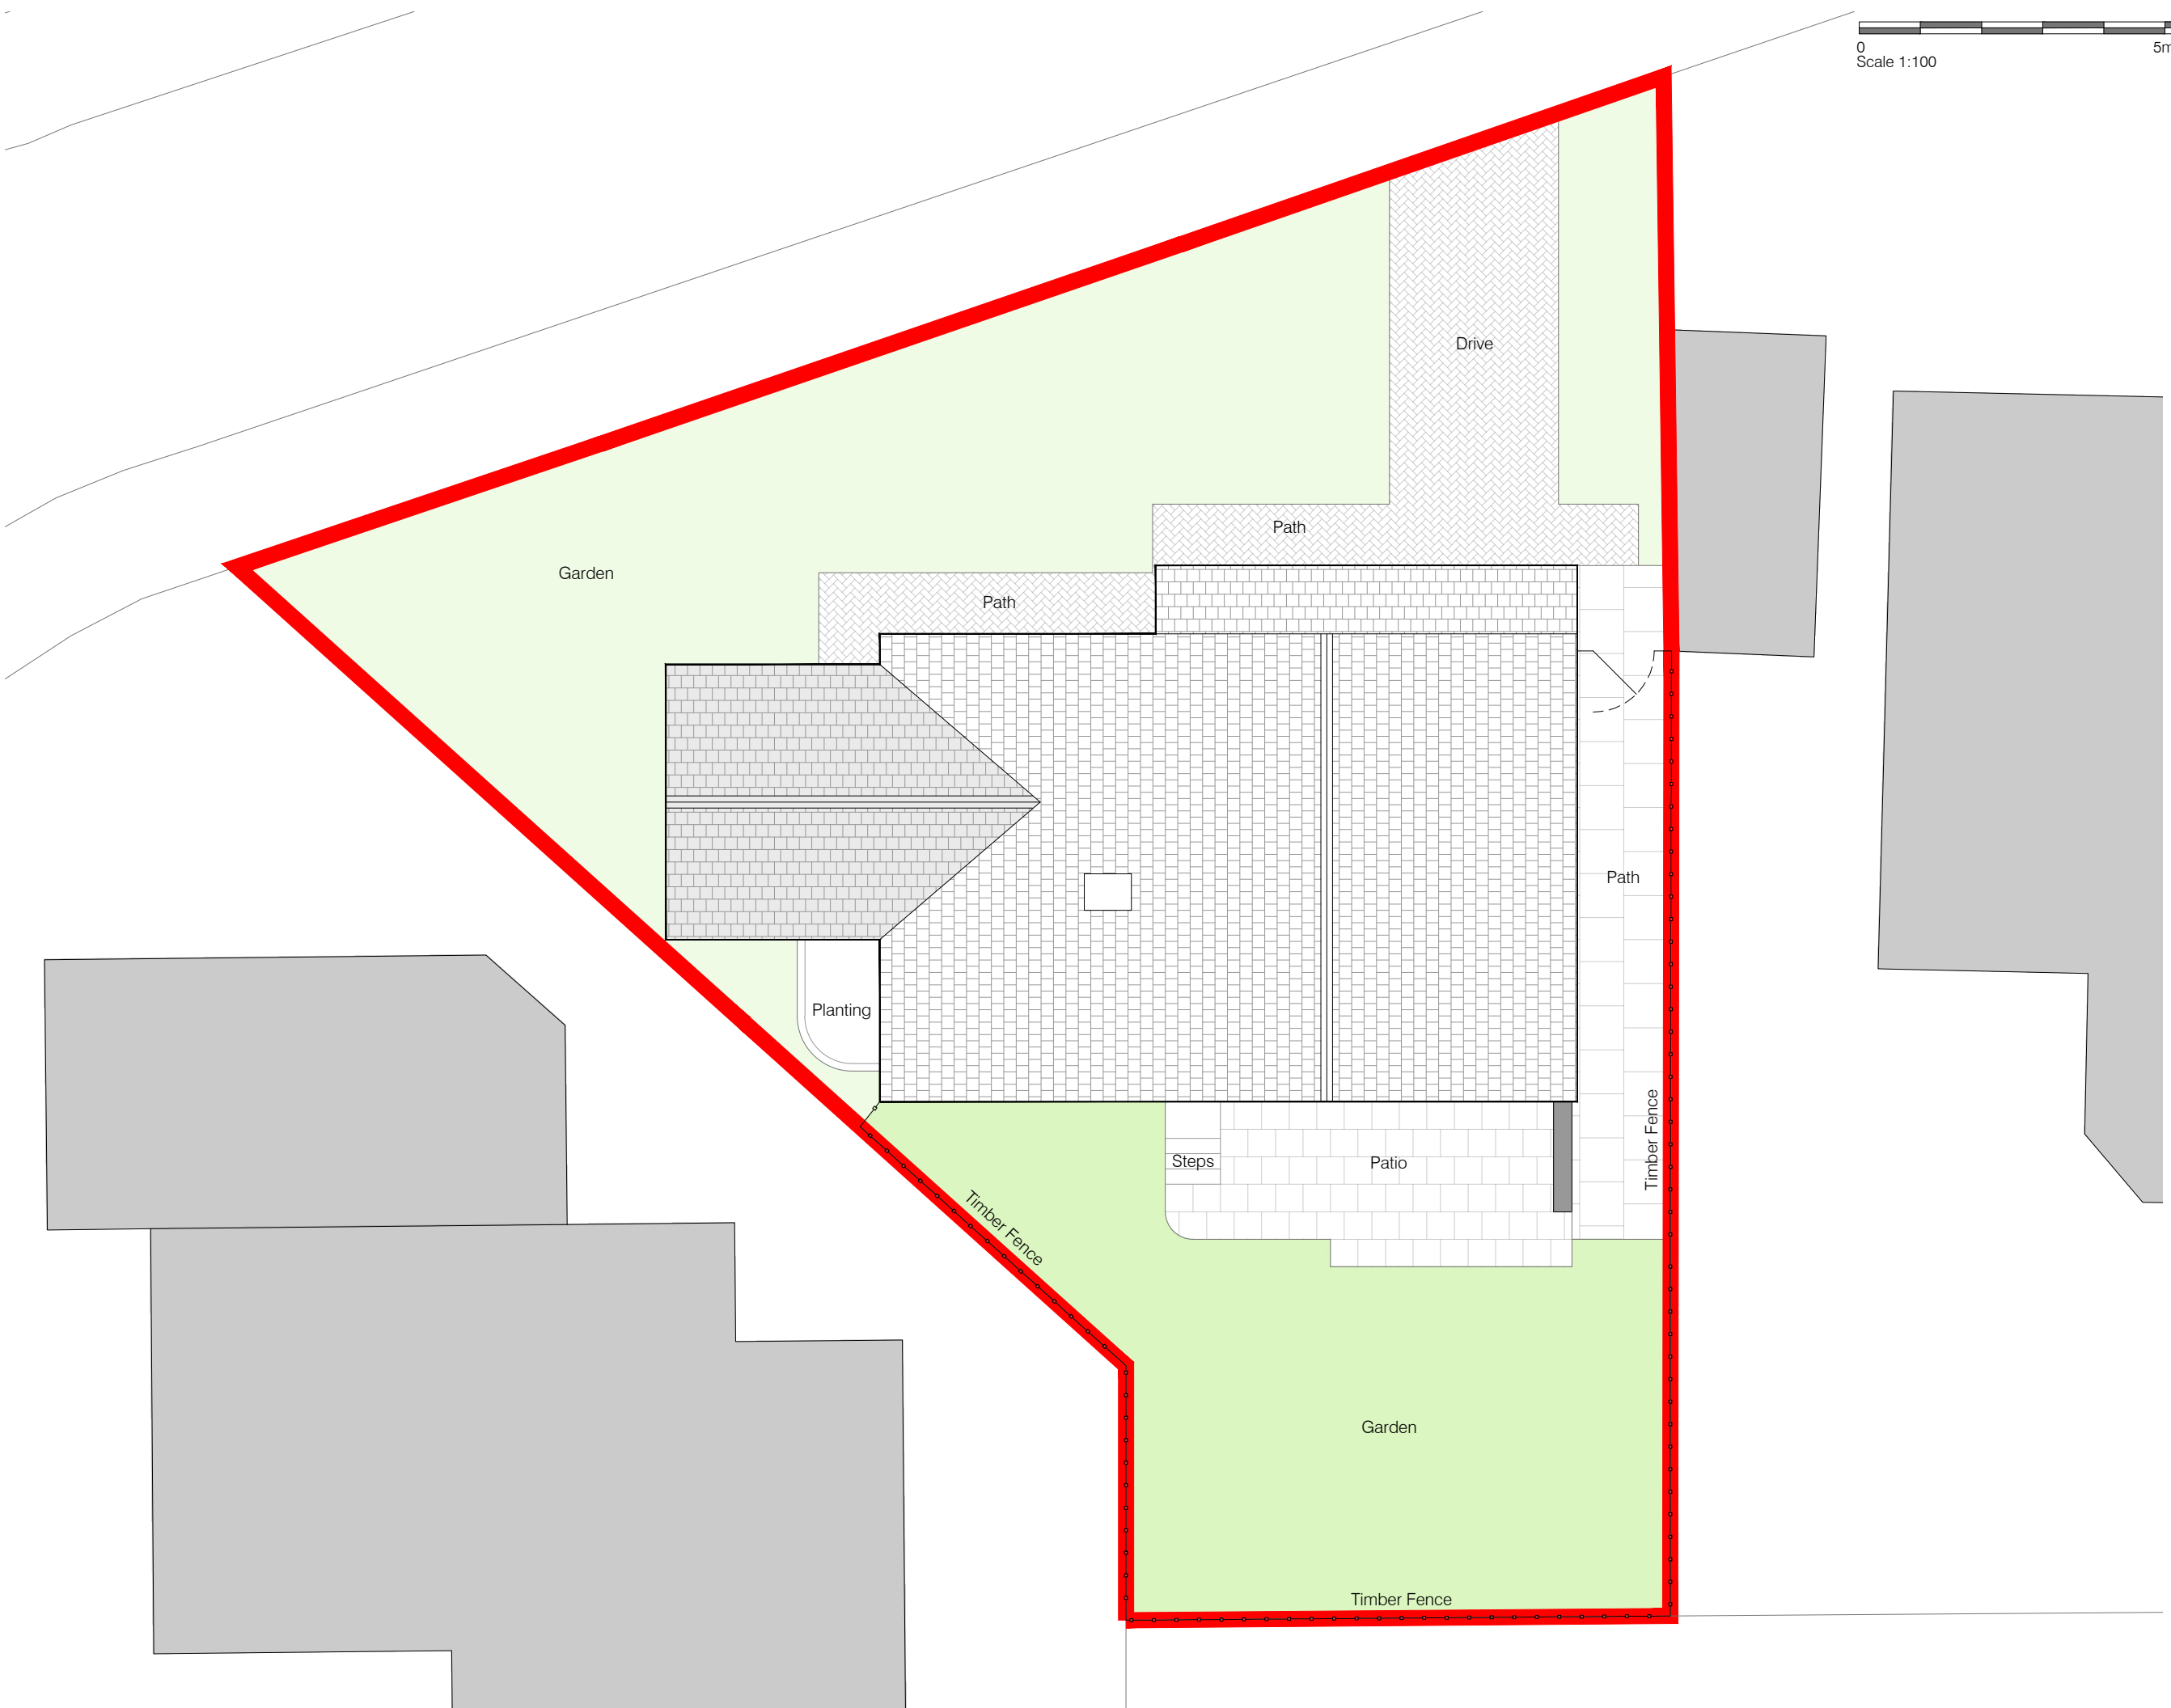 0
5m
Scale 1:100
Drive
Path
Garden
Path
Path
Planting
Timber Fence
Steps
Patio
Timber Fence
Garden
Timber Fence